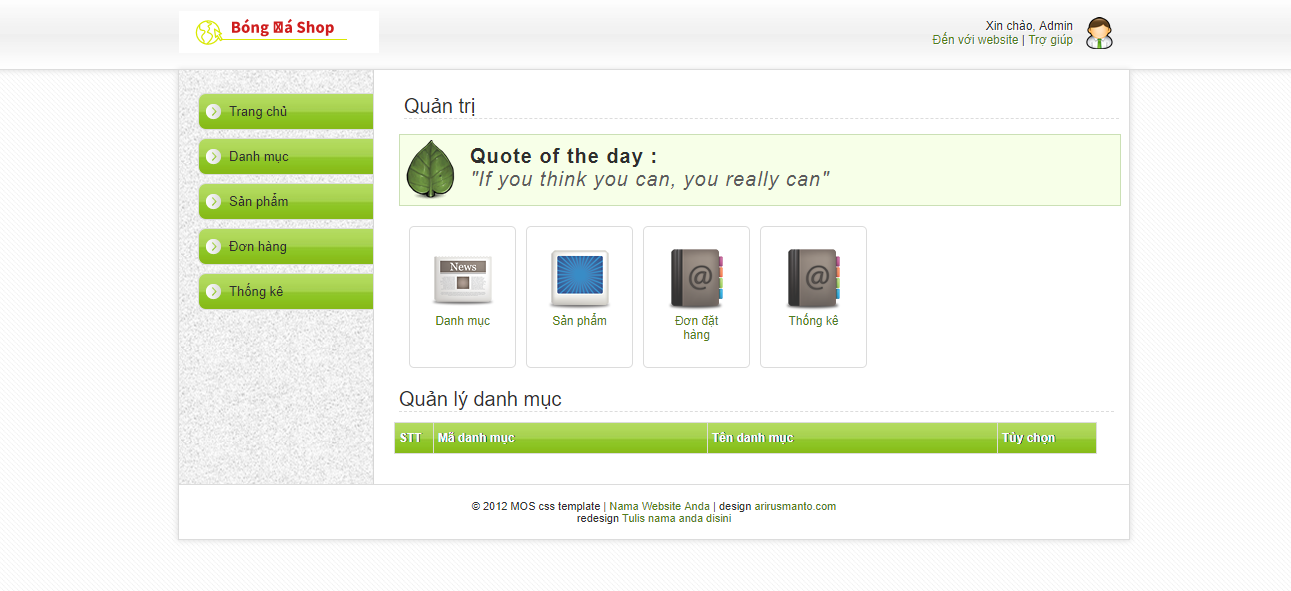 Bóng Đá Shop
Xin chào, Admin
Đến với website | Trợ giúp
Trang chủ
Danh mục
Sản phẩm
Đơn hàng
Thống kê
Quản trị
Quote of the day :
"If you think you can, you really can"
News
Danh mục
Sản phẩm
Đơn đặt
hàng
Thống kê
Quản lý danh mục
STT Mã danh mục Tên danh mục Tùy chọn
© 2012 MOS css template | Nama Website Anda | design arirusmanto.com
redesign Tulis nama anda disini